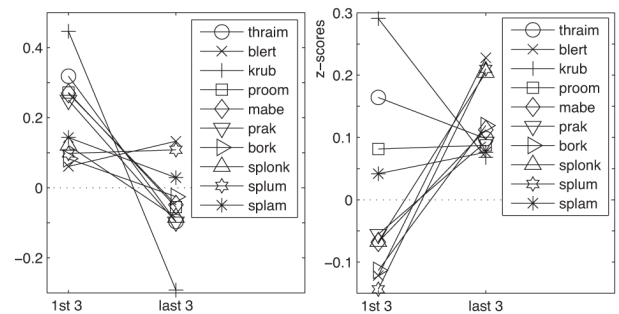 0.4
0.2
0
−0.2
1st 3
last 3
thraim
blert
krub
proom
mabe
prak
bork
splonk
splum
splam
z-scores
0.3
0.2
0.1
0
−0.1
1st 3
last 3
thraim
blert
krub
proom
mabe
prak
bork
splonk
splum
splam